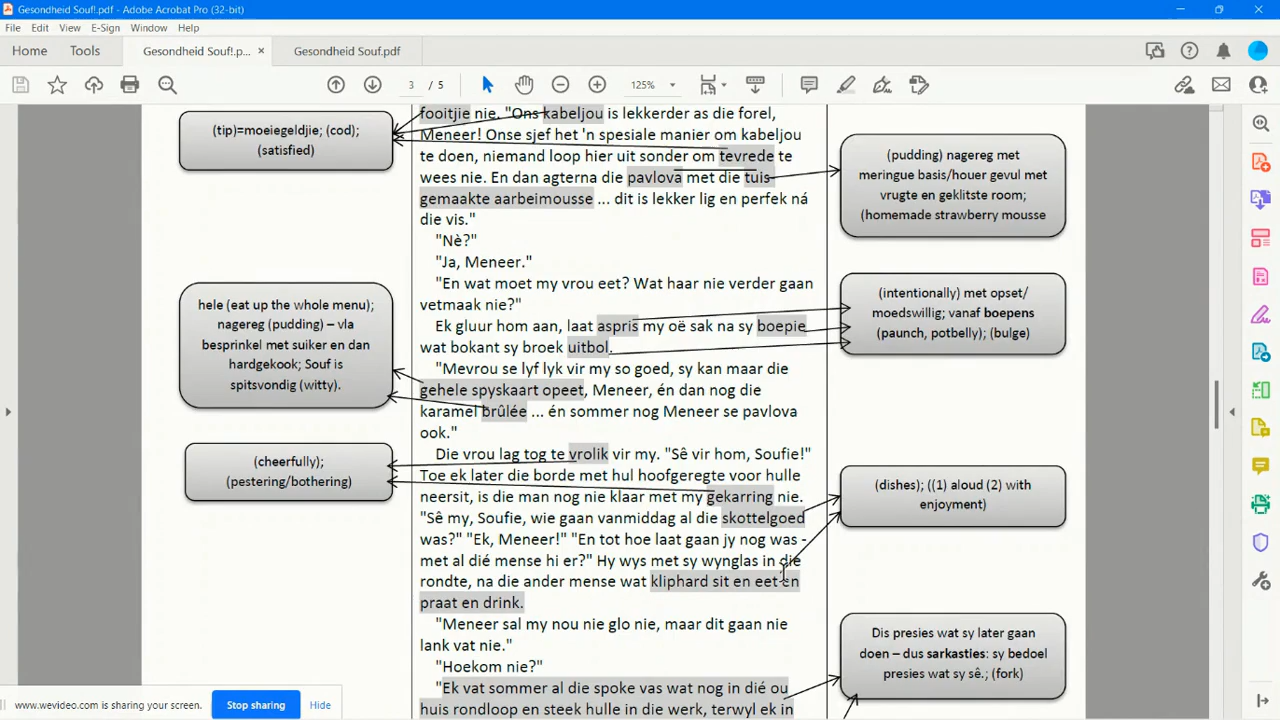 Gesondheid Souf!.pdf - Adobe Acrobat Pro (32-bit)
File Edit View E-Sign Window Help
Home Tools Gesondheid Souf!.p... × Gesondheid Souf.pdf
3 / 5 125%
(tip)=moeiegeldjie; (cod);
(satisfied)
hele (eat up the whole menu);
nagereg (pudding) – vla
besprinkel met suiker en dan
hardgekook; Souf is
spitsvondig (witty).
(cheerfully);
(pestering/bothering)
fooitjie nie. "Ons kabeljou is lekkerder as die forel,
Meneer! Onse sjef het 'n spesiale manier om kabeljou
te doen, niemand loop hier uit sonder om tevrede te
wees nie. En dan agterna die pavlova met die tuis-
gemaakte aarbeimousse ... dit is lekker lig en perfek ná
die vis."
"Nè?"
"Ja, Meneer."
"En wat moet my vrou eet? Wat haar nie verder gaan
vetmaak nie?"
Ek gluur hom aan, laat aspris my oë sak na sy boepie
wat bokant sy broek uitbol.
"Mevrou se lyf lyk vir my so goed, sy kan maar die
gehele spyskaart opeet, Meneer, én dan nog die
karamel brûlée ... én sommer nog Meneer se pavlova
ook."
Die vrou lag tog te vrolik vir my. "Sê vir hom, Soufie!"
Toe ek later die borde met hul hoofgeregte voor hulle
neersit, is die man nog nie klaar met my gekarring nie.
"Sê my, Soufie, wie gaan vanmiddag al die skottelgoed
was?" "Ek, Meneer!" "En tot hoe laat gaan jy nog was -
met al dié mense hi er?" Hy wys met sy wynglas in die
rondte, na die ander mense wat kliphard sit en eet en
praat en drink.
"Meneer sal my nou nie glo nie, maar dit gaan nie
lank vat nie."
"Hoekom nie?"
"Ek vat sommer al die spoke vas wat nog in dié ou
huis rondloop en steek hulle in die werk, terwyl ek in
(pudding) nagereg met
meringue basis/houer gevul met
vrugte en geklitste room;
(homemade strawberry mousse
(intentionally) met opset/
moedswillig; vanaf boepens
(paunch, potbelly); (bulge)
(dishes); ((1) aloud (2) with
enjoyment)
Dis presies wat sy later gaan
doen – dus sarkasties: sy bedoel
presies wat sy sê.; (fork)
www.wevideo.com is sharing your screen. Stop sharing Hide